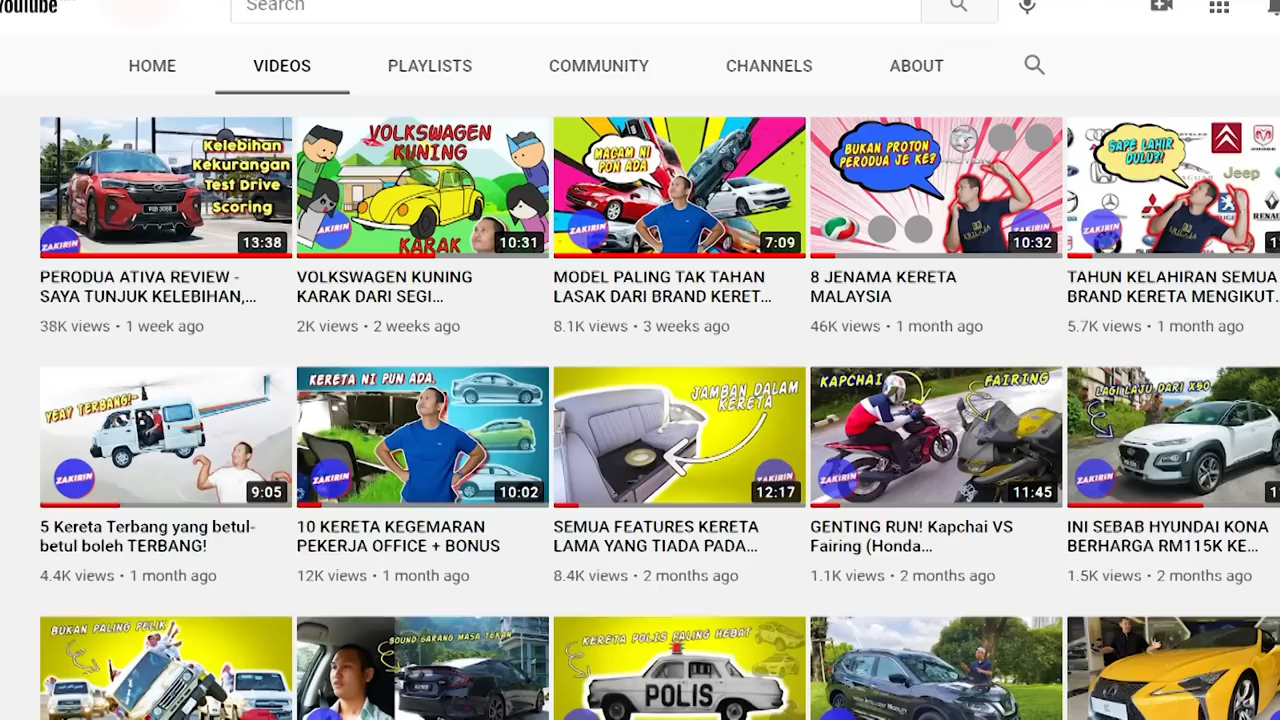 YouTube
Search
HOME
VIDEOS
PLAYLISTS
COMMUNITY
CHANNELS
ABOUT
Kelebihan
Kekurangan
Test Drive
Scoring
ZAKIRIN
13:38
VOLKSWAGEN
KUNING
KARAK
ZAKIRIN
10:31
MACAM NI
PUN ADA
ZAKIRIN
7:09
BUKAN PROTON
PERODUA JE KE?
ZAKIRIN
10:32
SAPE LAHIR
DULU?!
Jeep
ZAKIRIN
PERODUA ATIVA REVIEW -
SAYA TUNJUK KELEBIHAN,...
38K views • 1 week ago
VOLKSWAGEN KUNING
KARAK DARI SEGI...
2K views • 2 weeks ago
MODEL PALING TAK TAHAN
LASAK DARI BRAND KERET...
8.1K views • 3 weeks ago
8 JENAMA KERETA
MALAYSIA
46K views • 1 month ago
TAHUN KELAHIRAN SEMUA
BRAND KERETA MENGIKUT...
5.7K views • 1 month ago
YEAY TERBANG!~
ZAKIRIN
9:05
KERETA NI PUN ADA.
ZAKIRIN
10:02
JAMBAN DALAM
KERETA
ZAKIRIN
12:17
KAPCHAI
FAIRING
ZAKIRIN
11:45
LAGI LAJU DARI X50
ZAKIRIN
5 Kereta Terbang yang betul-
betul boleh TERBANG!
4.4K views • 1 month ago
10 KERETA KEGEMARAN
PEKERJA OFFICE + BONUS
12K views • 1 month ago
SEMUA FEATURES KERETA
LAMA YANG TIADA PADA...
8.4K views • 2 months ago
GENTING RUN! Kapchai VS
Fairing (Honda...
1.1K views • 2 months ago
INI SEBAB HYUNDAI KONA
BERHARGA RM115K KE...
1.5K views • 2 months ago
BUKAN PALING PELIK
SOUND GARANG MASA TEKAN
KERETA POLIS PALING HEBAT
POLIS